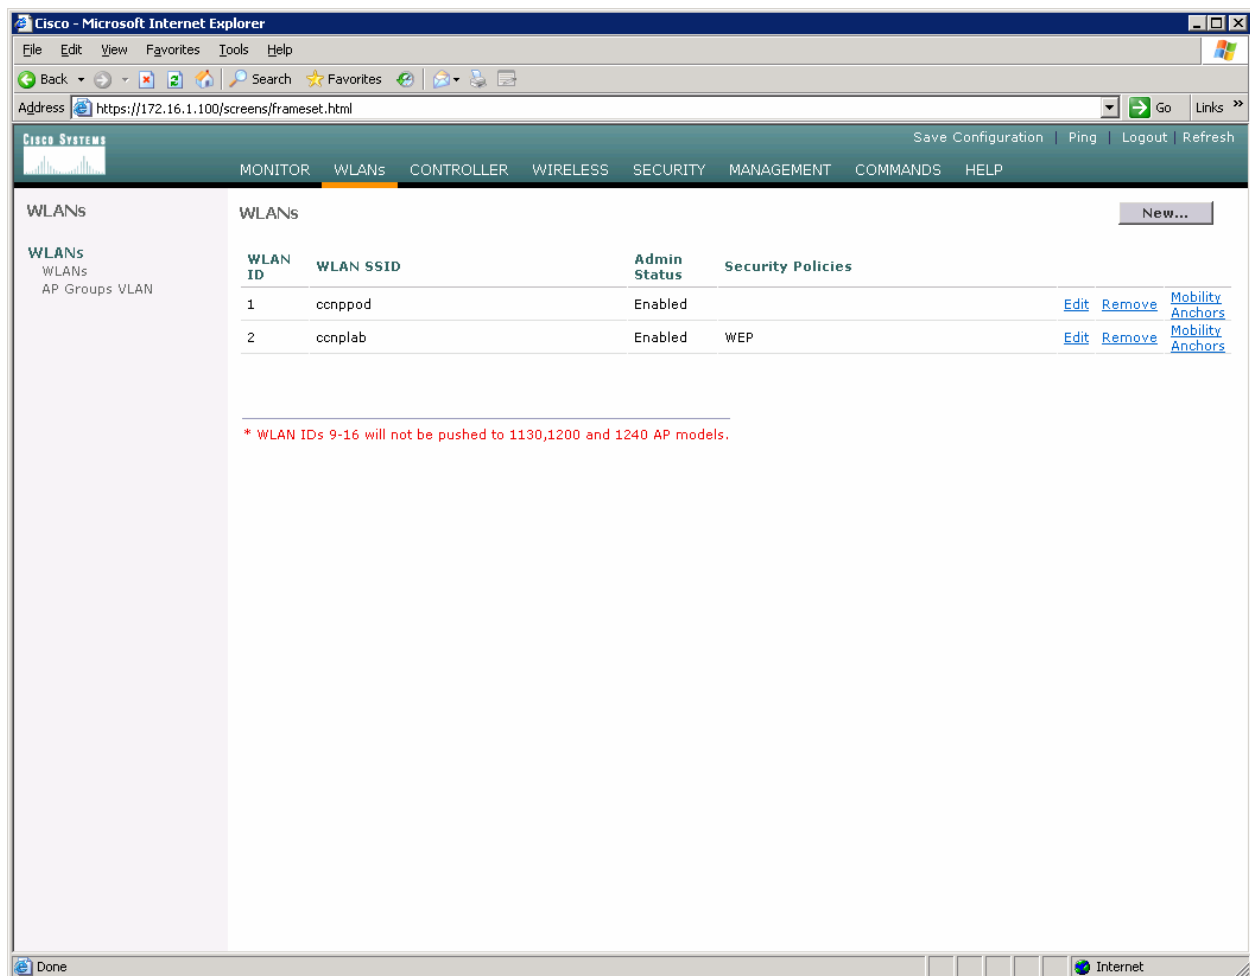 Cisco - Microsoft Internet Explorer
File Edit View Favorites Tools Help
Back Search Favorites
Address https://172.16.1.100/screens/frameset.html Go Links »
CISCO SYSTEMS
Save Configuration | Ping | Logout | Refresh
MONITOR WLANs CONTROLLER WIRELESS SECURITY MANAGEMENT COMMANDS HELP
WLANs
WLANs
WLANs
AP Groups VLAN
WLANs
New...
WLAN ID WLAN SSID Admin Status Security Policies
1 ccnppod Enabled Edit Remove Mobility Anchors
2 ccnplab Enabled WEP Edit Remove Mobility Anchors
* WLAN IDs 9-16 will not be pushed to 1130,1200 and 1240 AP models.
Done Internet